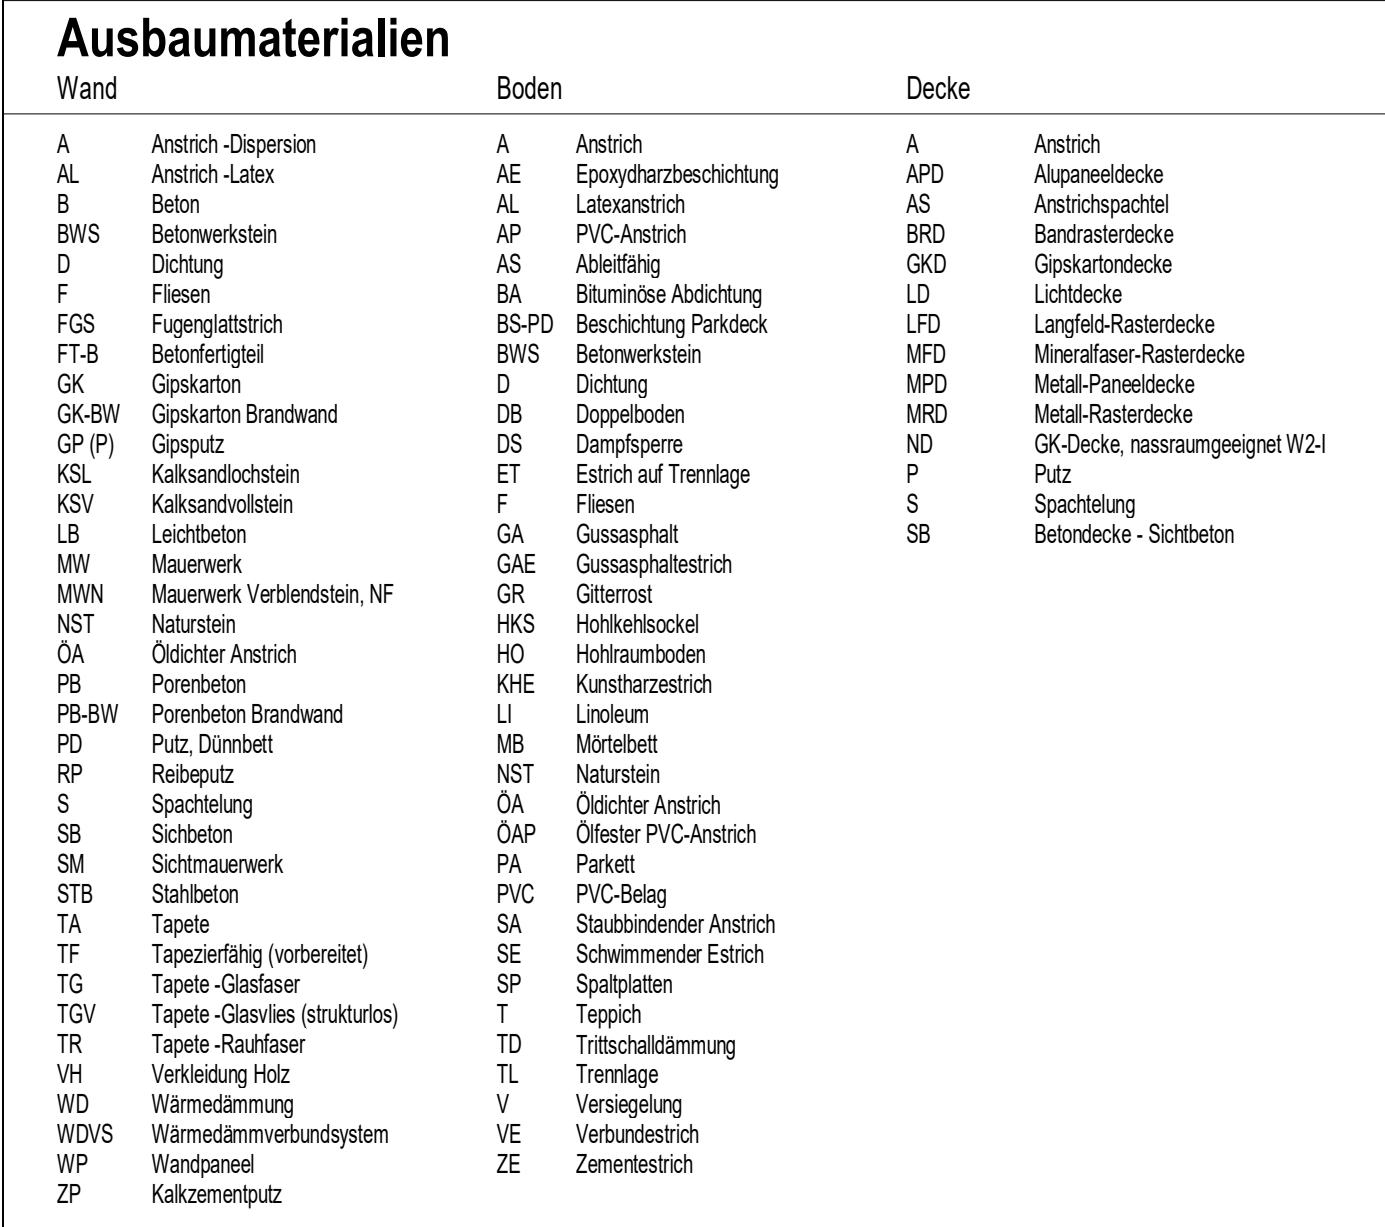 Ausbaumaterialien
Wand Boden Decke
A Anstrich -Dispersion A Anstrich A Anstrich
AL Anstrich -Latex AE Epoxydharzbeschichtung APD Alupaneeldecke
B Beton AL Latexanstrich AS Anstrichspachtel
BWS Betonwerkstein AP PVC-Anstrich BRD Bandrasterdecke
D Dichtung AS Ableitfähig GKD Gipskartondecke
F Fliesen BA Bituminöse Abdichtung LD Lichtdecke
FGS Fugenglattstrich BS-PD Beschichtung Parkdeck LFD Langfeld-Rasterdecke
FT-B Betonfertigteil BWS Betonwerkstein MFD Mineralfaser-Rasterdecke
GK Gipskarton D Dichtung MPD Metall-Paneeldecke
GK-BW Gipskarton Brandwand DB Doppelboden MRD Metall-Rasterdecke
GP (P) Gipsputz DS Dampfsperre ND GK-Decke, nassraumgeeignet W2-I
KSL Kalksandlochstein ET Estrich auf Trennlage P Putz
KSV Kalksandvollstein F Fliesen S Spachtelung
LB Leichtbeton GA Gussasphalt SB Betondecke - Sichtbeton
MW Mauerwerk GAE Gussasphaltestrich
MWN Mauerwerk Verblendstein, NF GR Gitterrost
NST Naturstein HKS Hohlkehlsockel
ÖA Öldichter Anstrich HO Hohlraumboden
PB Porenbeton KHE Kunstharzestrich
PB-BW Porenbeton Brandwand LI Linoleum
PD Putz, Dünnbett MB Mörtelbett
RP Reibeputz NST Naturstein
S Spachtelung ÖA Öldichter Anstrich
SB Sichbeton ÖAP Ölfester PVC-Anstrich
SM Sichtmauerwerk PA Parkett
STB Stahlbeton PVC PVC-Belag
TA Tapete SA Staubbindender Anstrich
TF Tapezierfähig (vorbereitet) SE Schwimmender Estrich
TG Tapete -Glasfaser SP Spaltplatten
TGV Tapete -Glasvlies (strukturlos) T Teppich
TR Tapete -Rauhfaser TD Trittschalldämmung
VH Verkleidung Holz TL Trennlage
WD Wärmedämmung V Versiegelung
WDVS Wärmedämmverbundsystem VE Verbundestrich
WP Wandpaneel ZE Zementestrich
ZP Kalkzementputz